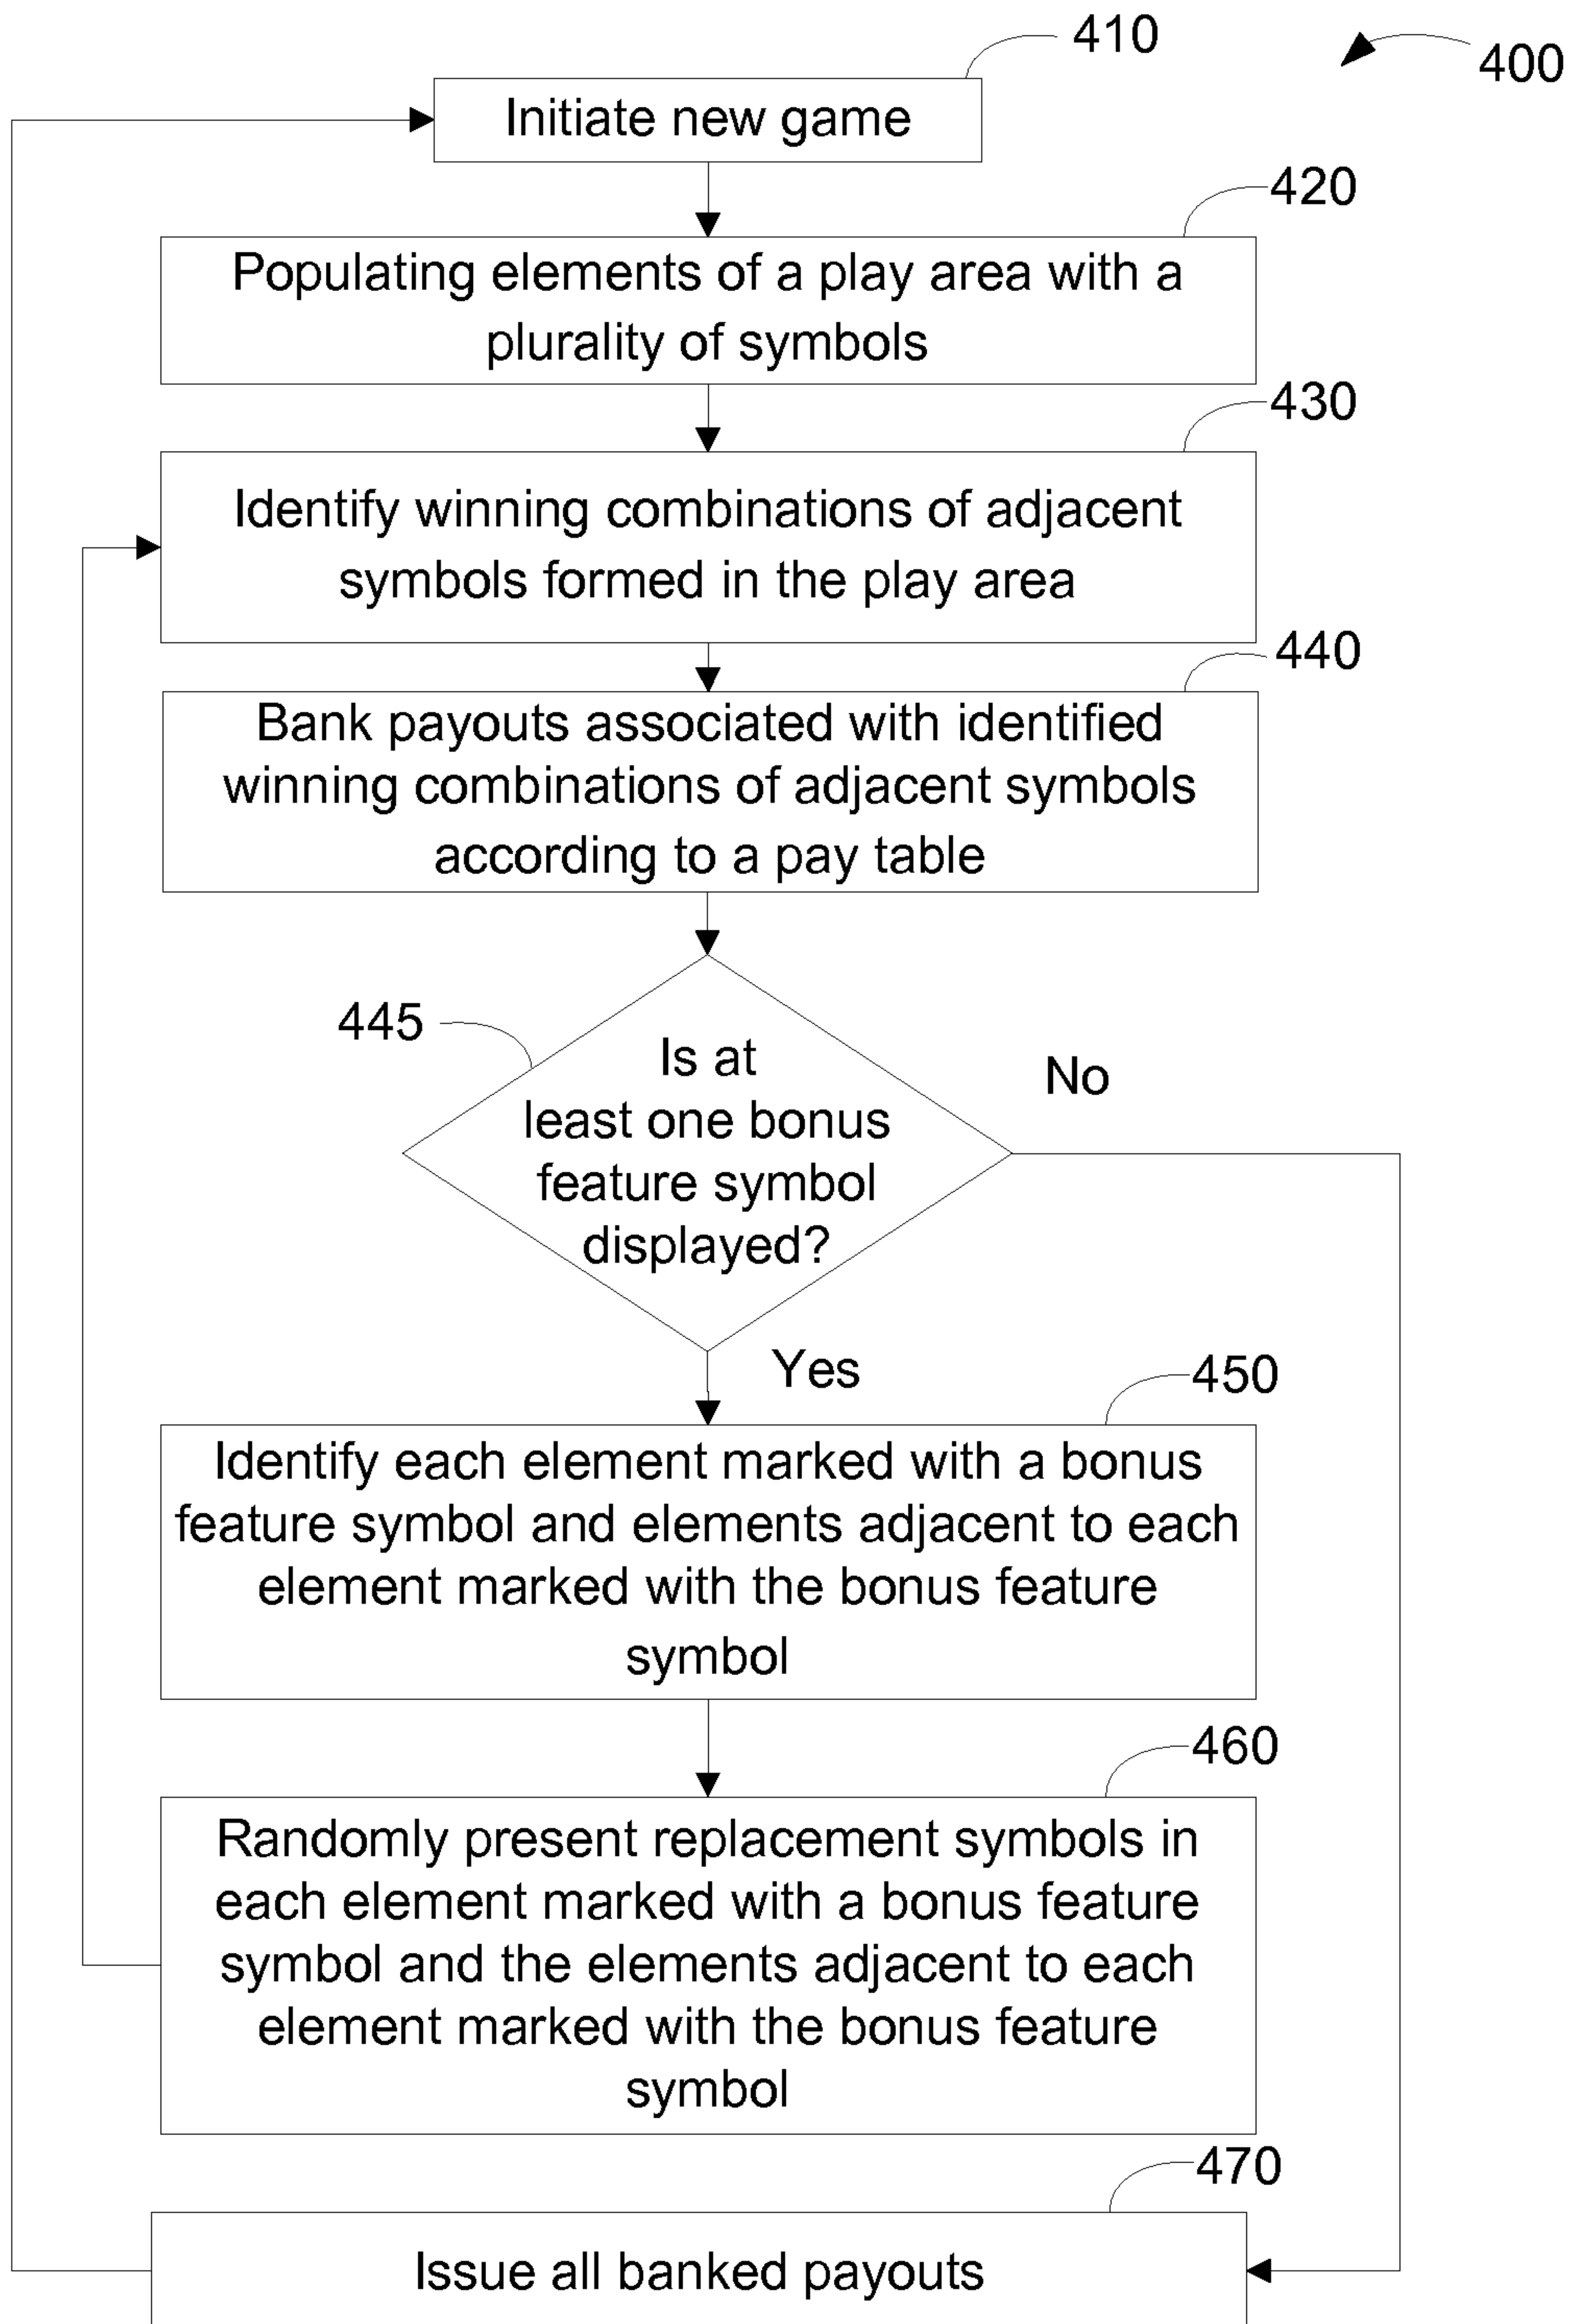 410
400
Initiate new game
420
Populating elements of a play area with a
plurality of symbols
430
Identify winning combinations of adjacent
symbols formed in the play area
440
Bank payouts associated with identified
winning combinations of adjacent symbols
according to a pay table
445
Is at
least one bonus
feature symbol
displayed?
No
Yes
450
Identify each element marked with a bonus
feature symbol and elements adjacent to each
element marked with the bonus feature
symbol
460
Randomly present replacement symbols in
each element marked with a bonus feature
symbol and the elements adjacent to each
element marked with the bonus feature
symbol
470
Issue all banked payouts